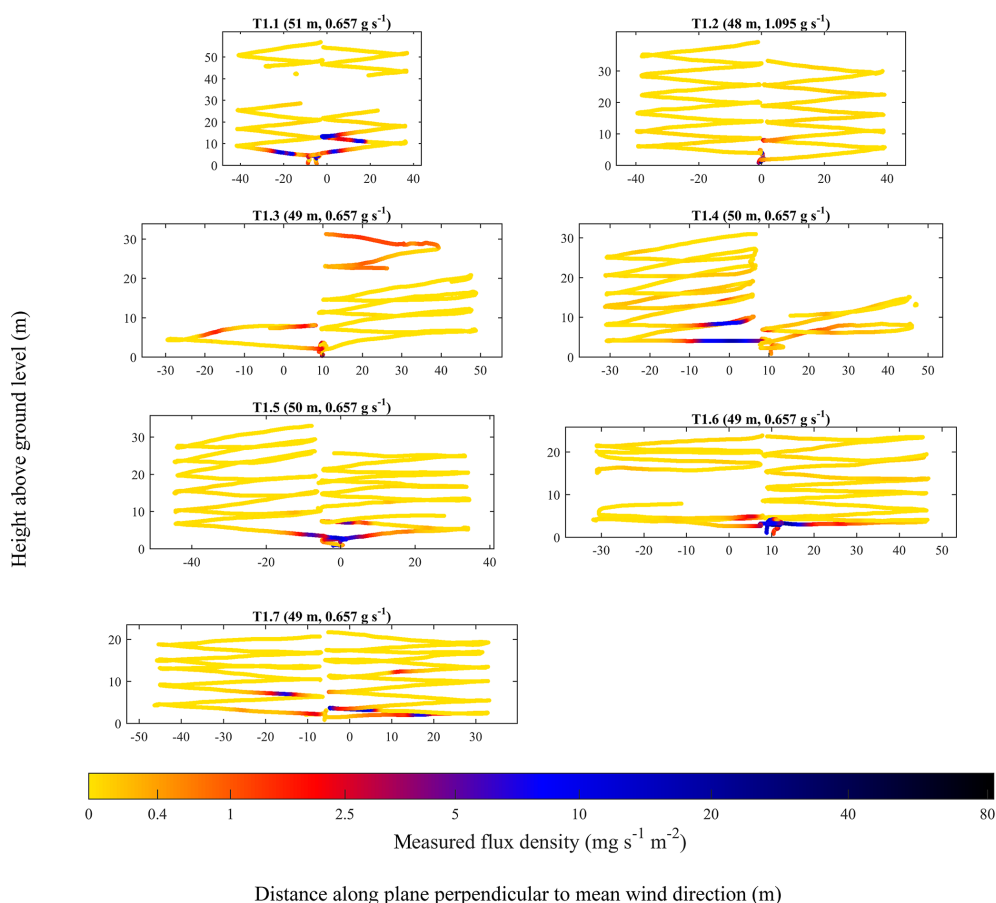 T1.1 (51 m, 0.657 g s⁻¹)
50
40
30
20
10
0
-40 -20 0 20 40
T1.2 (48 m, 1.095 g s⁻¹)
30
20
10
0
-40 -20 0 20 40
T1.3 (49 m, 0.657 g s⁻¹)
30
20
10
0
-30 -20 -10 0 10 20 30 40 50
T1.4 (50 m, 0.657 g s⁻¹)
30
20
10
0
-30 -20 -10 0 10 20 30 40 50
Height above ground level (m)
T1.5 (50 m, 0.657 g s⁻¹)
30
20
10
0
-40 -20 0 20 40
T1.6 (49 m, 0.657 g s⁻¹)
20
10
0
-30 -20 -10 0 10 20 30 40 50
T1.7 (49 m, 0.657 g s⁻¹)
20
10
0
-50 -40 -30 -20 -10 0 10 20 30
0 0.4 1 2.5 5 10 20 40 80
Measured flux density (mg s⁻¹ m⁻²)
Distance along plane perpendicular to mean wind direction (m)